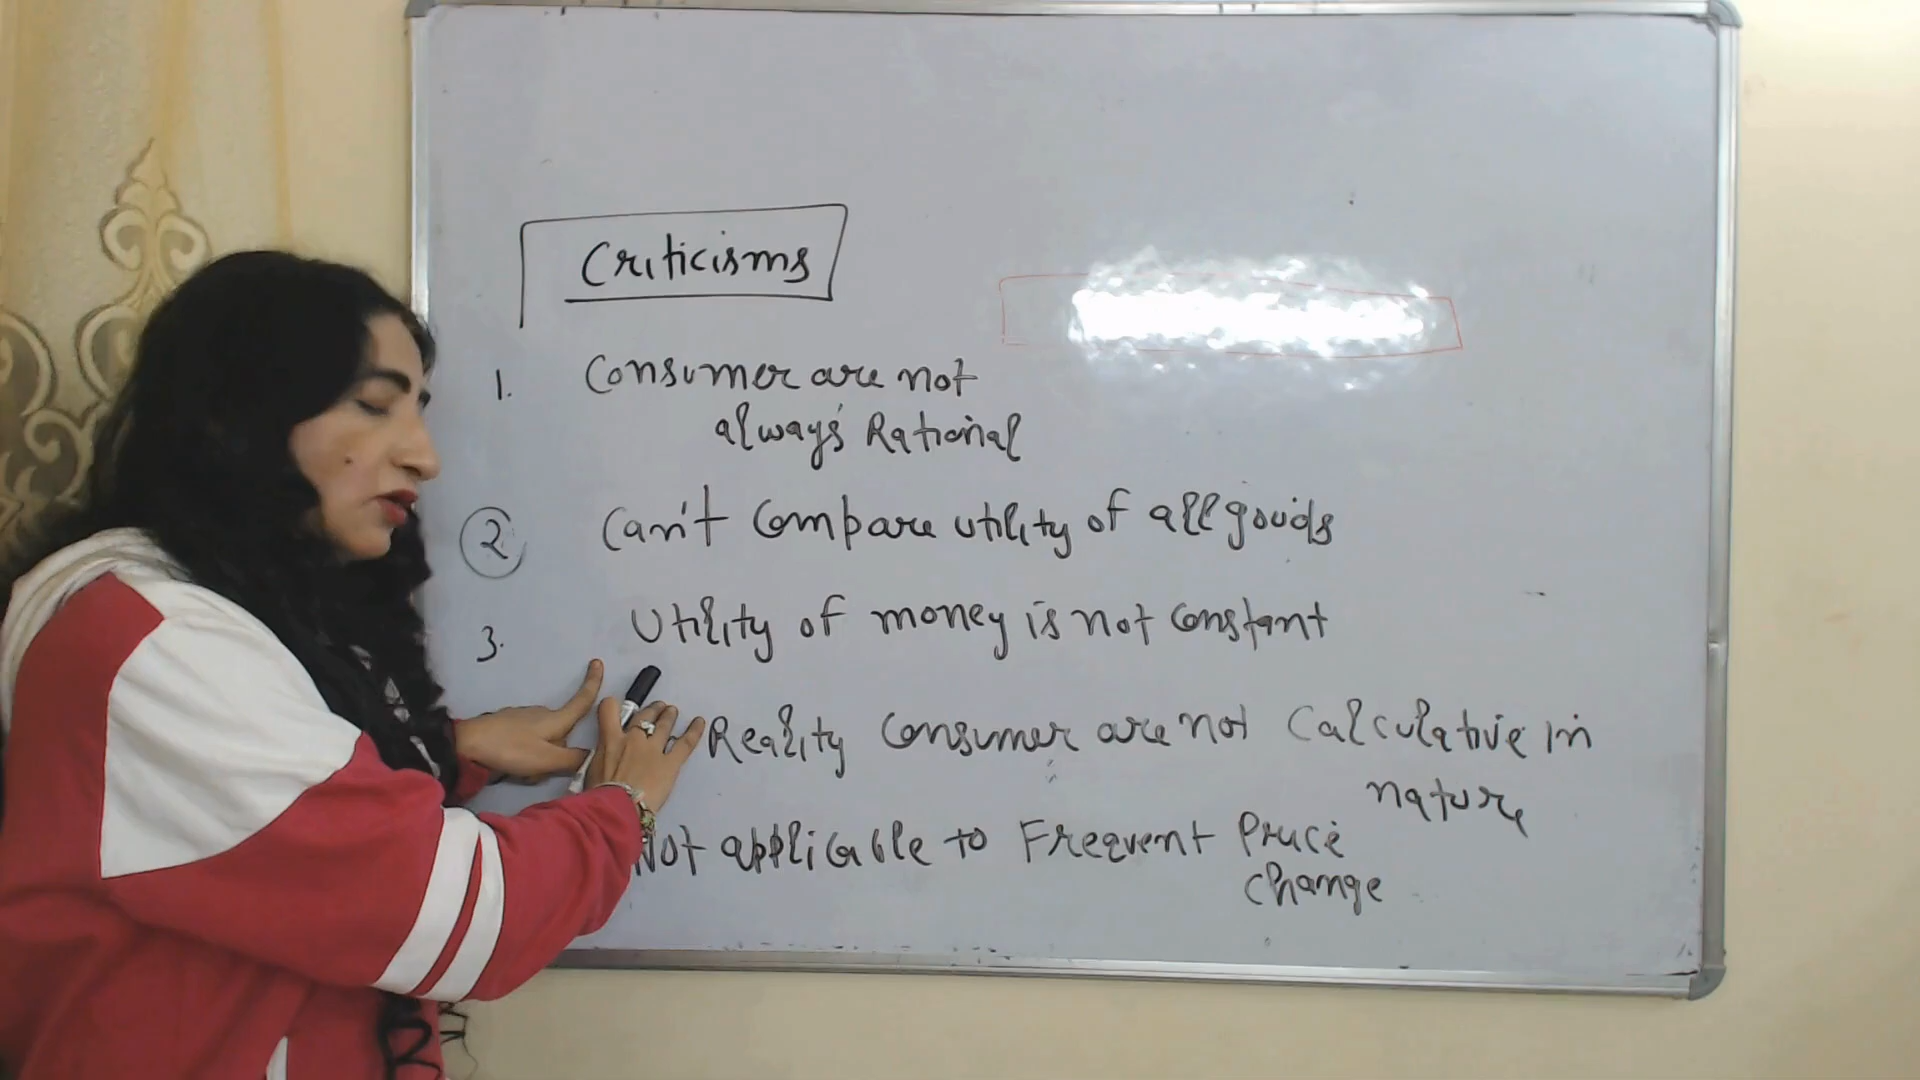 Criticisms
1. Consumer are not
always Rational
2 Can't Compare utility of all goods
3. Utility of money is not constant
Reality Consumer are not Calculative in
nature
Not applicable to Frequent Price
change